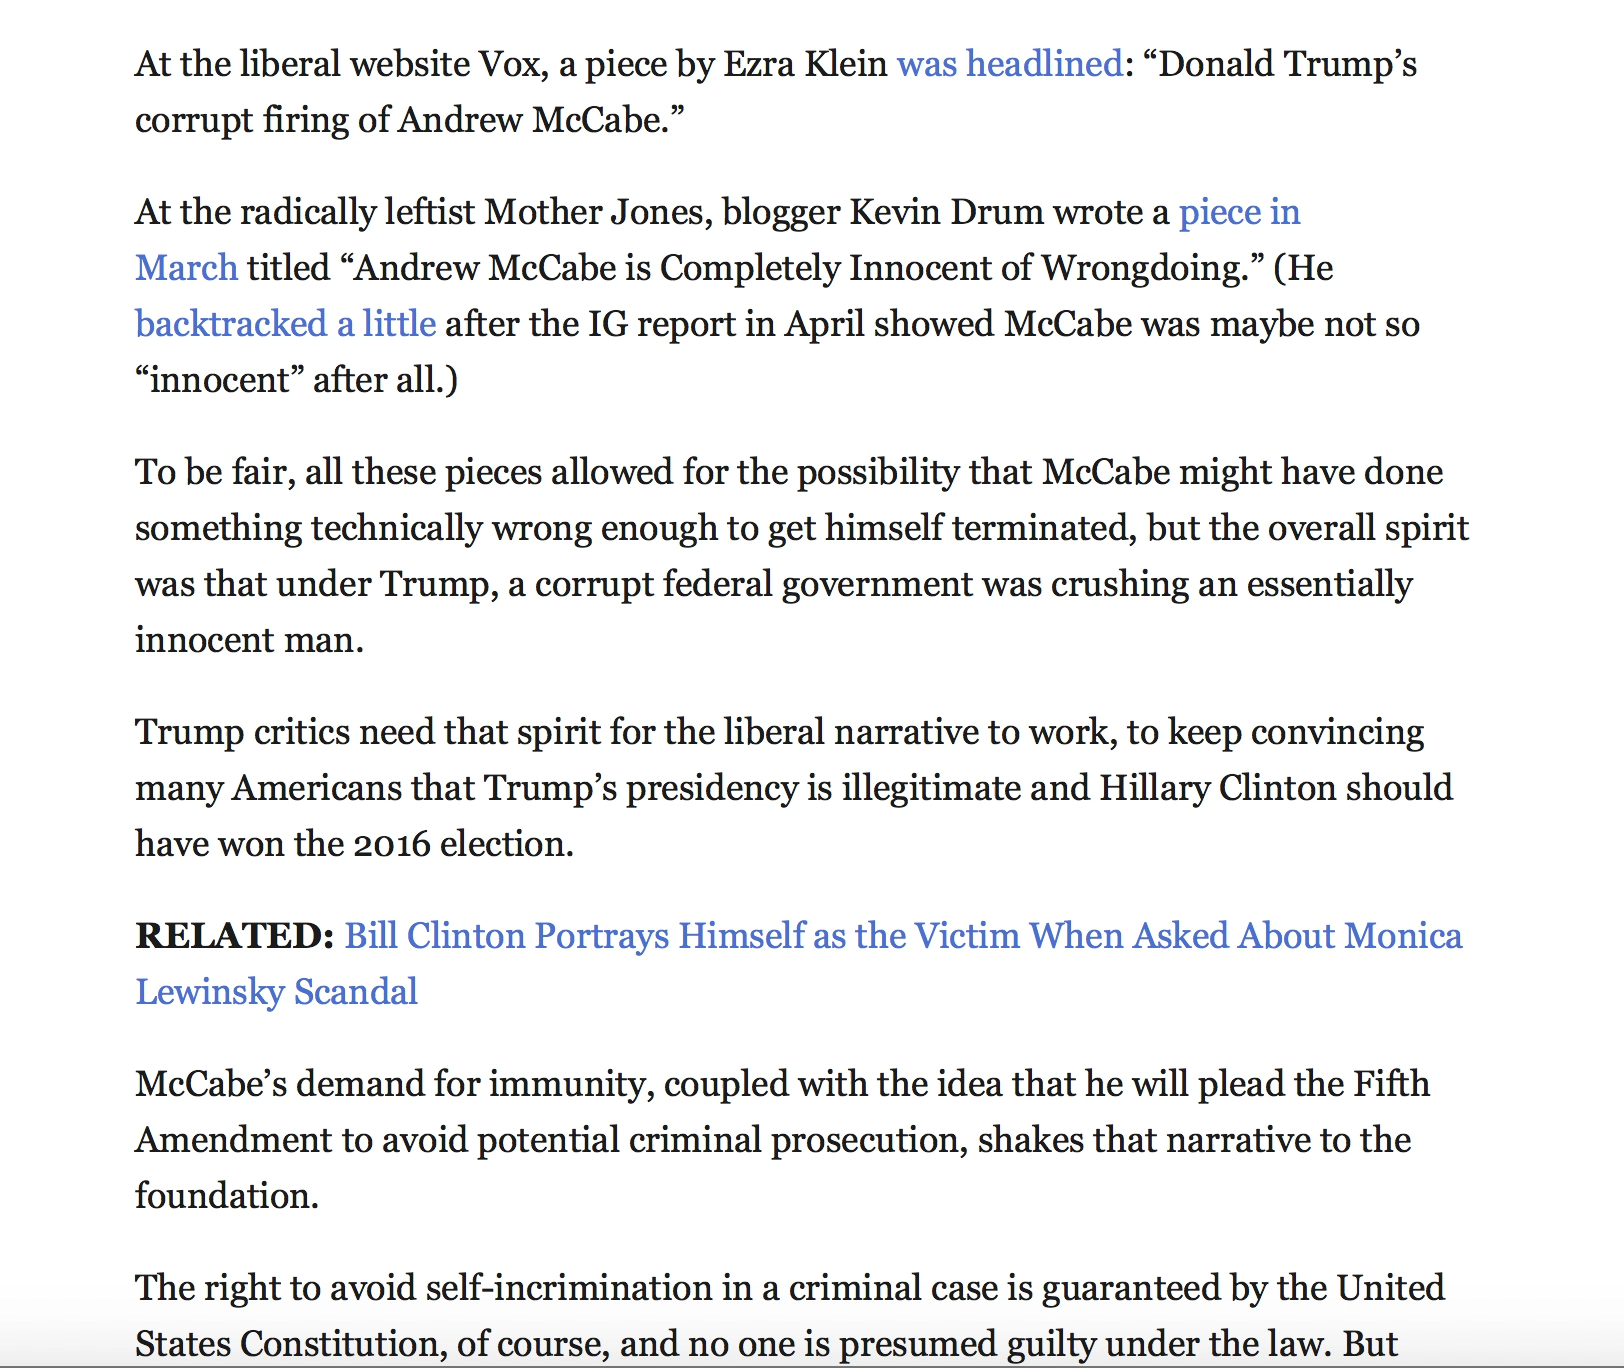 At the liberal website Vox, a piece by Ezra Klein was headlined: “Donald Trump’s
corrupt firing of Andrew McCabe.”
At the radically leftist Mother Jones, blogger Kevin Drum wrote a piece in
March titled “Andrew McCabe is Completely Innocent of Wrongdoing.” (He
backtracked a little after the IG report in April showed McCabe was maybe not so
“innocent” after all.)
To be fair, all these pieces allowed for the possibility that McCabe might have done
something technically wrong enough to get himself terminated, but the overall spirit
was that under Trump, a corrupt federal government was crushing an essentially
innocent man.
Trump critics need that spirit for the liberal narrative to work, to keep convincing
many Americans that Trump’s presidency is illegitimate and Hillary Clinton should
have won the 2016 election.
RELATED: Bill Clinton Portrays Himself as the Victim When Asked About Monica
Lewinsky Scandal
McCabe’s demand for immunity, coupled with the idea that he will plead the Fifth
Amendment to avoid potential criminal prosecution, shakes that narrative to the
foundation.
The right to avoid self-incrimination in a criminal case is guaranteed by the United
States Constitution, of course, and no one is presumed guilty under the law. But